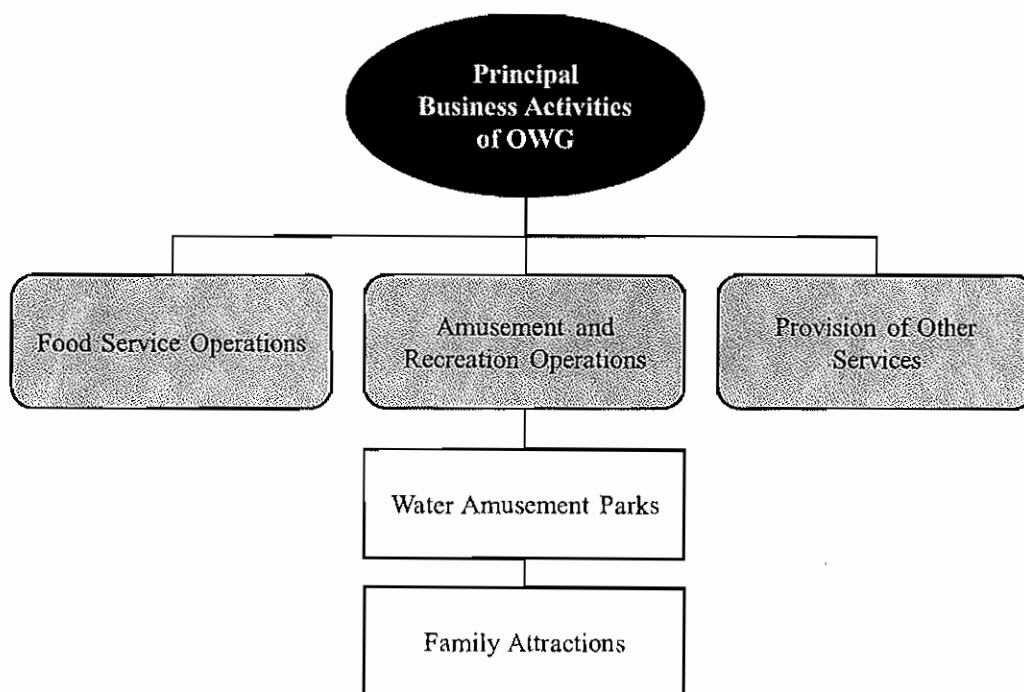 Principal
Business Activities
of OWG
Food Service Operations
Amusement and
Recreation Operations
Provision of Other
Services
Water Amusement Parks
Family Attractions